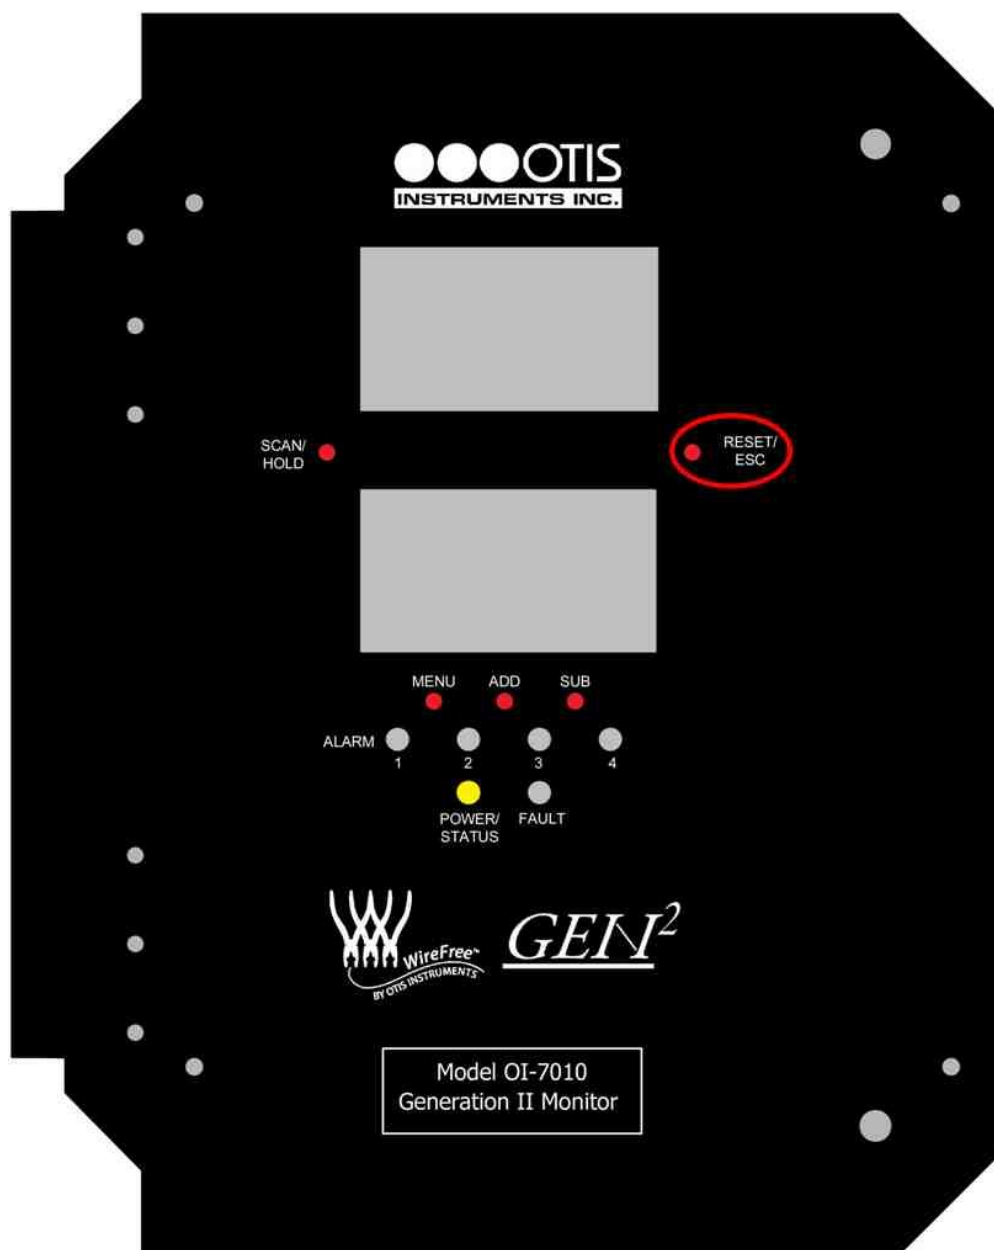 OTIS
INSTRUMENTS INC.
SCAN/
HOLD
RESET/
ESC
MENU ADD SUB
ALARM
1 2 3 4
POWER/
STATUS
FAULT
WireFree™
BY OTIS INSTRUMENTS
GEN²
Model OI-7010
Generation II Monitor